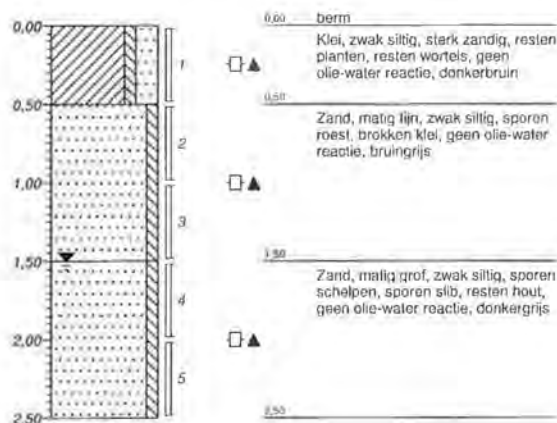 0,00
0,50
1,00
1,50
2,00
2,50
1
2
3
4
5
0,00
berm
Klei, zwak siltig, sterk zandig, resten
planten, resten wortels, geen
olie-water reactie, donkerbruin
0,50
Zand, matig fijn, zwak siltig, sporen
roest, brokken klei, geen olie-water
reactie, bruingrijs
1,50
Zand, matig grof, zwak siltig, sporen
schelpen, sporen slib, resten hout,
geen olie-water reactie, donkergrijs
2,50